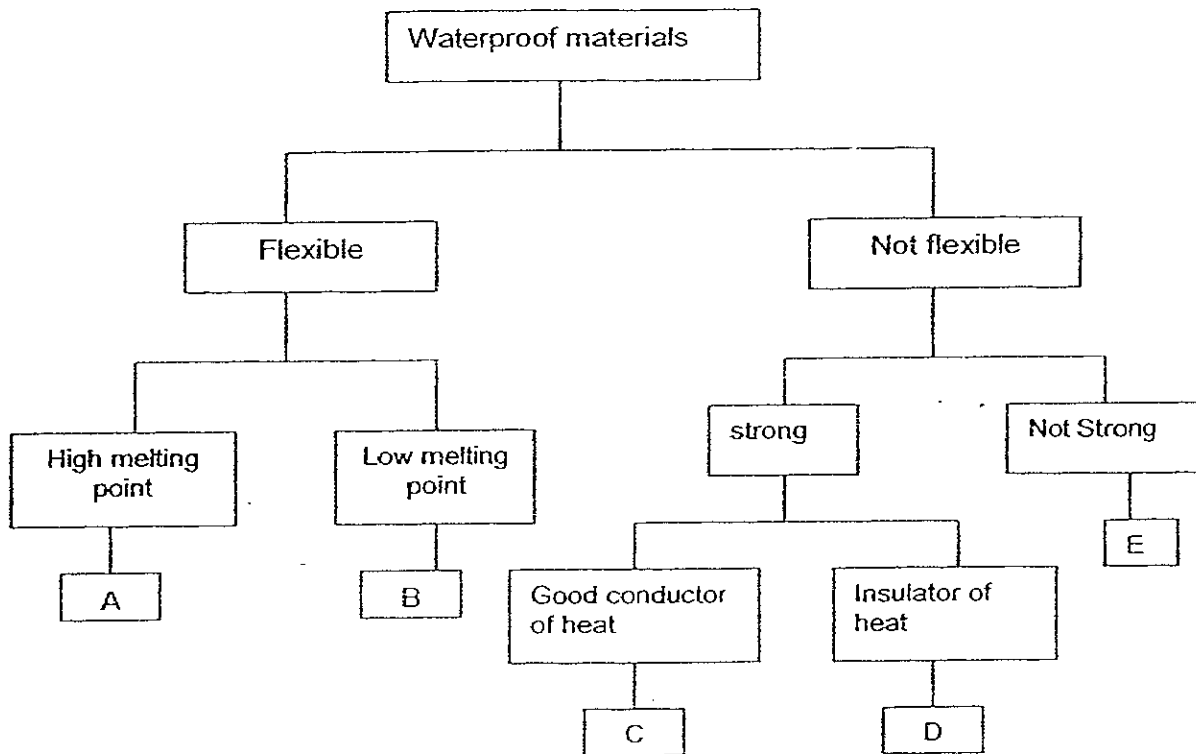 Waterproof materials
Flexible
Not flexible
High melting
point
Low melting
point
strong
Not Strong
A
B
Good conductor
of heat
Insulator of
heat
E
C
D